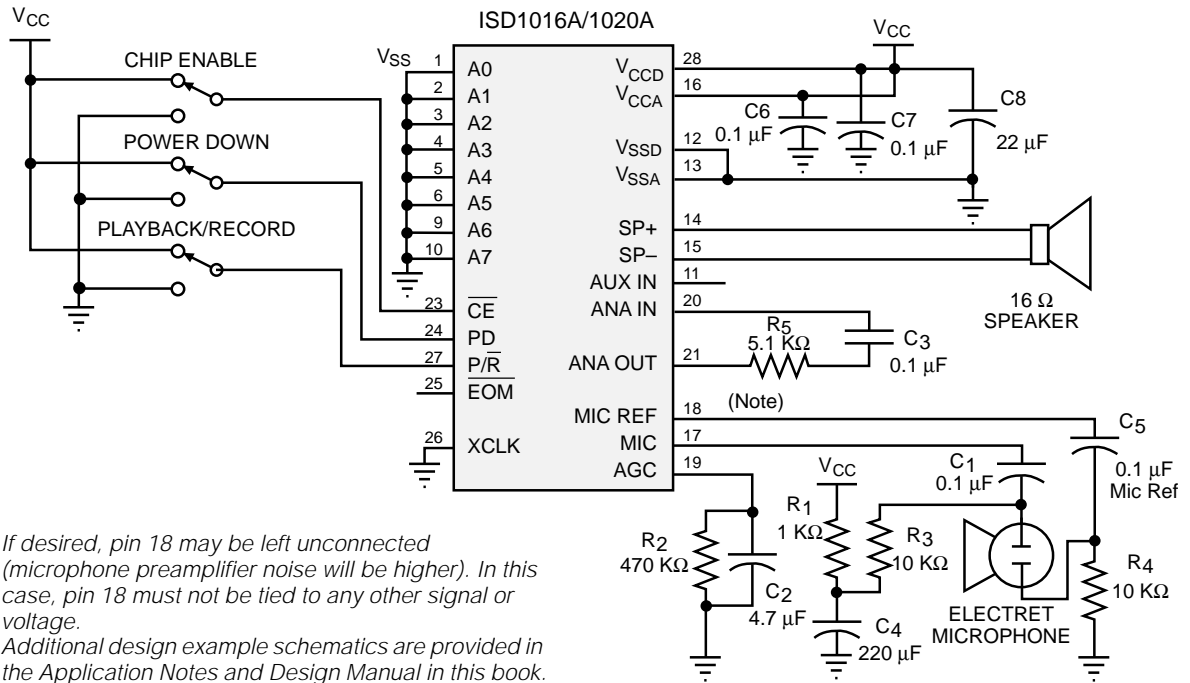 ISD1016A/1020A
VCC
CHIP ENABLE
POWER DOWN
PLAYBACK/RECORD
VSS
1 A0
2 A1
3 A2
4 A3
5 A4
6 A5
9 A6
10 A7
23 CE
24 PD
27 P/R
25 EOM
26 XCLK
VCCD 28
VCCA 16
VSSD 12
VSSA 13
SP+ 14
SP– 15
AUX IN 11
ANA IN 20
ANA OUT 21
MIC REF 18
MIC 17
AGC 19
VCC
C6
0.1 µF
C7
0.1 µF
C8
22 µF
16 Ω
SPEAKER
R5
5.1 KΩ
C3
0.1 µF
(Note)
C5
0.1 µF
Mic Ref
C1
0.1 µF
VCC
R1
1 KΩ
R3
10 KΩ
R2
470 KΩ
C2
4.7 µF
C4
220 µF
ELECTRET
MICROPHONE
R4
10 KΩ
If desired, pin 18 may be left unconnected
(microphone preamplifier noise will be higher). In this
case, pin 18 must not be tied to any other signal or
voltage.
Additional design example schematics are provided in
the Application Notes and Design Manual in this book.